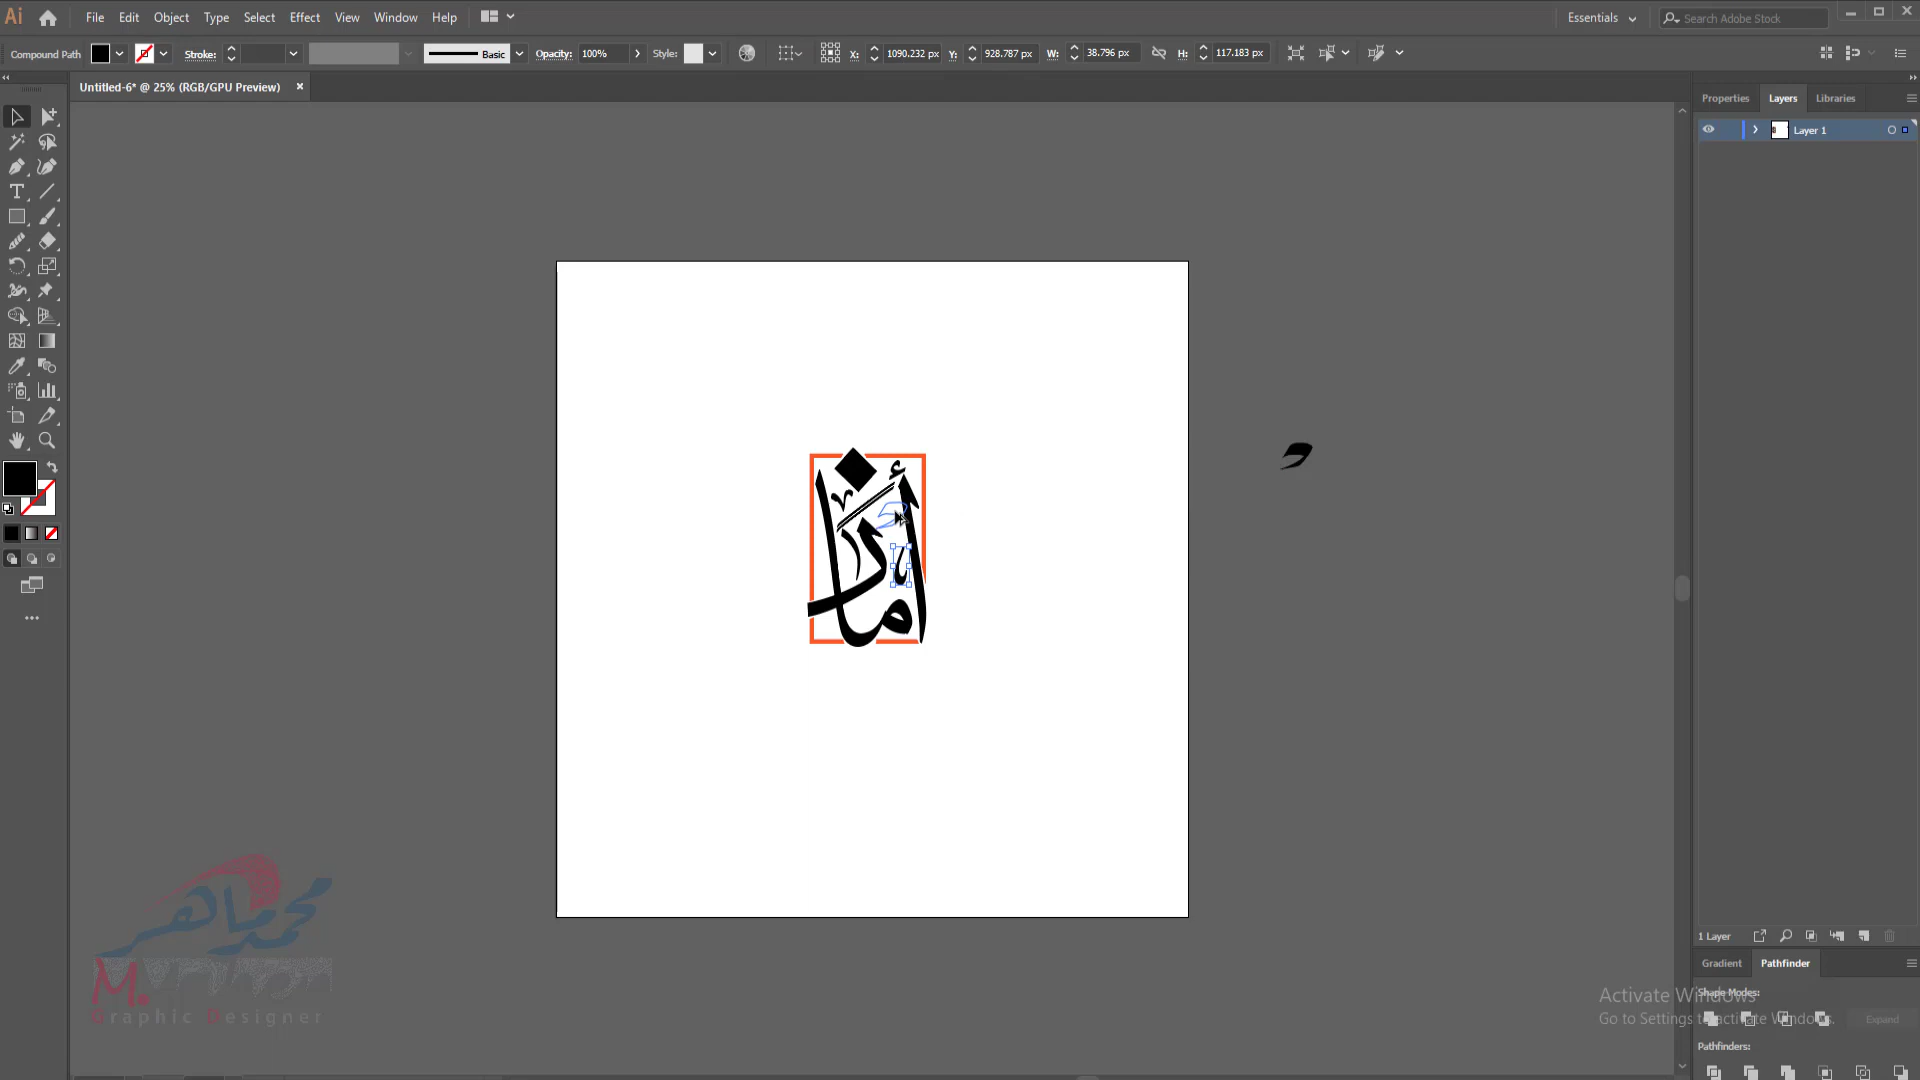 File Edit Object Type Select Effect View Window Help
Essentials
Search Adobe Stock
Compound Path
Stroke:
Basic
Opacity: 100%
Style:
X: 1090.232 px Y: 928.787 px W: 38.796 px H: 117.183 px
Untitled-6* @ 25% (RGB/GPU Preview)
Properties Layers Libraries
Layer 1
محمد ماهر
M.
Graphic Designer
1 Layer
Gradient Pathfinder
Shape Modes:
Activate Windows
Go to Settings to activate Windows.
Expand
Pathfinders: